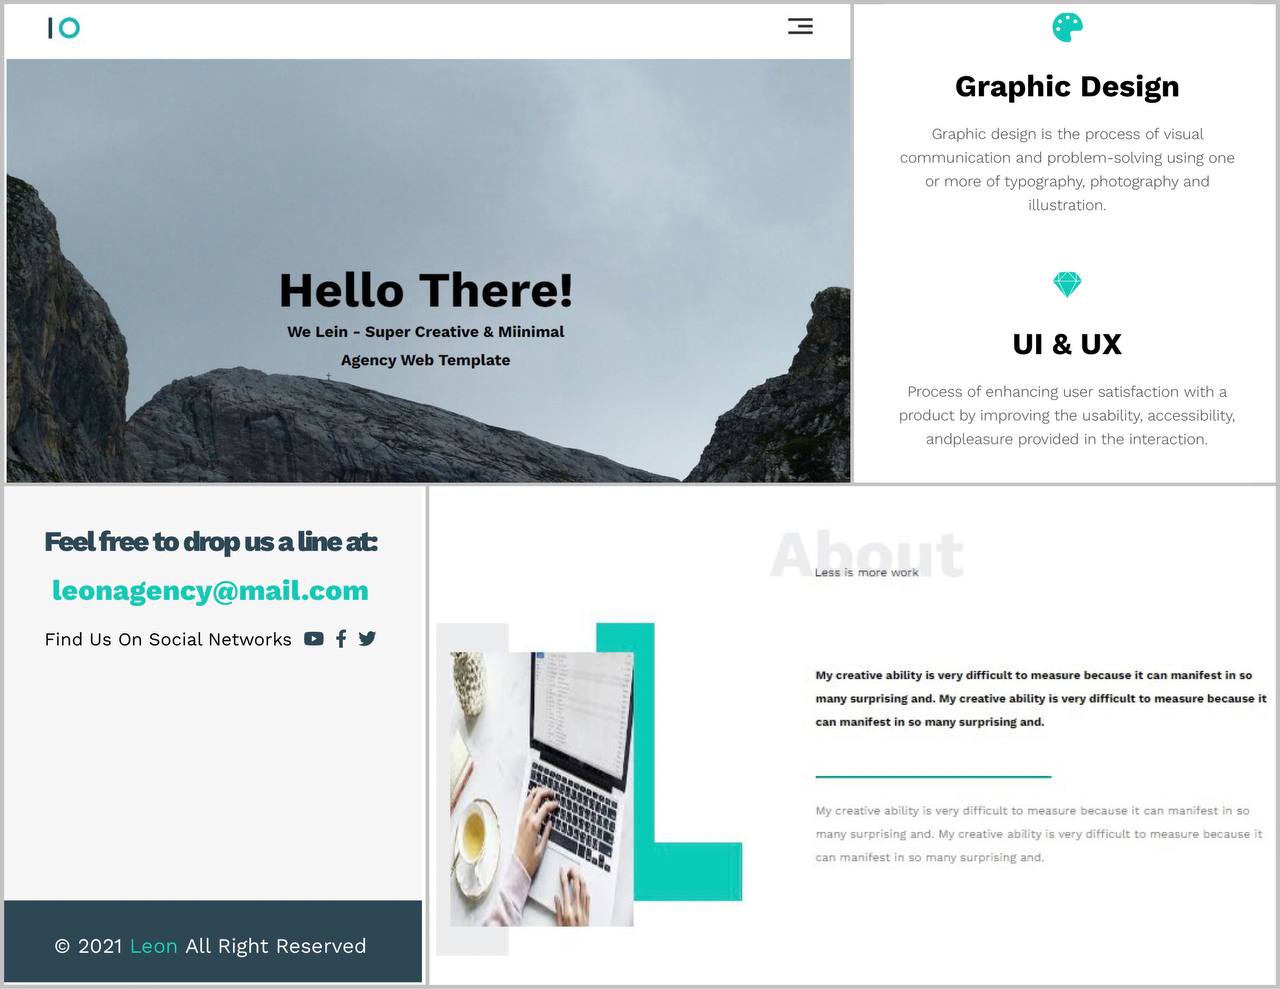 IO
Hello There!
We Lein - Super Creative & Miinimal
Agency Web Template
Graphic Design
Graphic design is the process of visual
communication and problem-solving using one
or more of typography, photography and
illustration.
UI & UX
Process of enhancing user satisfaction with a
product by improving the usability, accessibility,
andpleasure provided in the interaction.
Feel free to drop us a line at:
leonagency@mail.com
Find Us On Social Networks
© 2021 Leon All Right Reserved
About
Less is more work
My creative ability is very difficult to measure because it can manifest in so
many surprising and. My creative ability is very difficult to measure because it
can manifest in so many surprising and.
My creative ability is very difficult to measure because it can manifest in so
many surprising and. My creative ability is very difficult to measure because it
can manifest in so many surprising and.